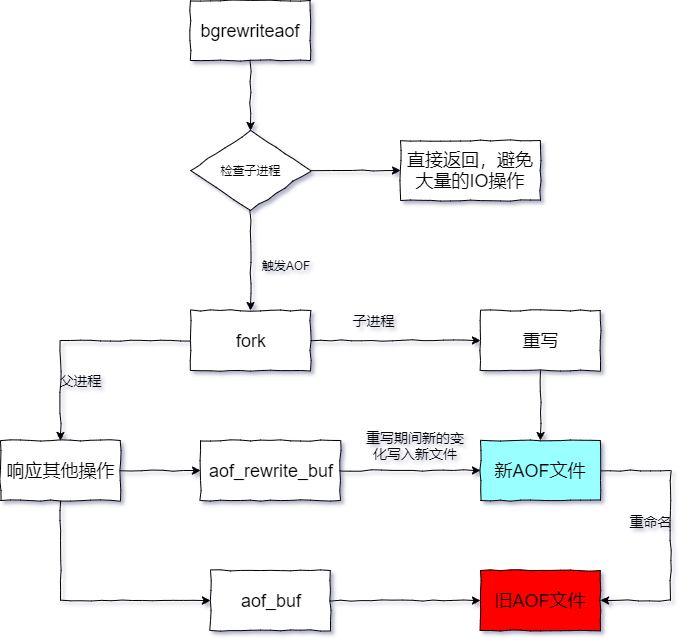 bgrewriteaof
检查子进程
直接返回，避免
大量的IO操作
触发AOF
fork
子进程
重写
父进程
响应其他操作
aof_rewrite_buf
重写期间新的变
化写入新文件
新AOF文件
重命名
aof_buf
旧AOF文件